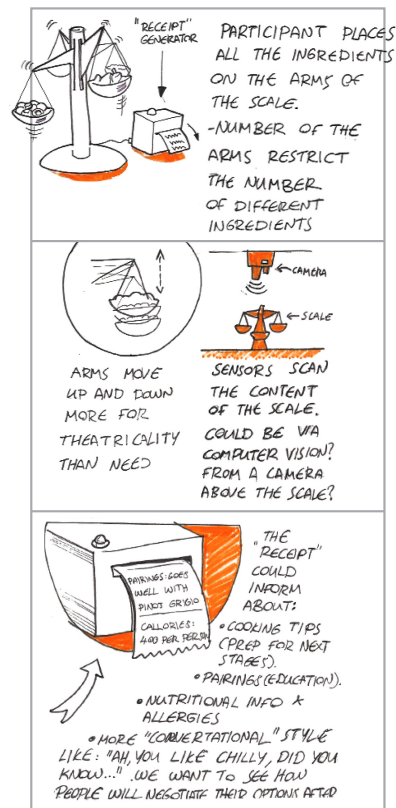 "RECEIPT"
GENERATOR
PARTICIPANT PLACES
ALL THE INGREDIENTS
ON THE ARMS OF
THE SCALE.
-NUMBER OF THE
ARMS RESTRICT
THE NUMBER
OF DIFFERENT
INGREDIENTS
ARMS MOVE
UP AND DOWN
MORE FOR
THEATRICALITY
THAN NEED
CAMERA
SCALE
SENSORS SCAN
THE CONTENT
OF THE SCALE.
COULD BE VIA
COMPUTER VISION?
FROM A CAMERA
ABOVE THE SCALE?
PAIRINGS: GOES
WELL WITH
PINOT GRYGIO
CALLORIES:
400 PER PERSON
THE
"RECEIPT"
COULD
INFORM
ABOUT:
• COOKING TIPS
(PREP FOR NEXT
STAGES).
• PAIRINGS (EDUCATION).
• NUTRITIONAL INFO &
ALLERGIES
• MORE "CONVERTATIONAL" STYLE
LIKE: "AH, YOU LIKE CHILLY, DID YOU
KNOW..." . WE WANT TO SEE HOW
PEOPLE WILL NEGOTIATE THEIR OPTIONS AFTER